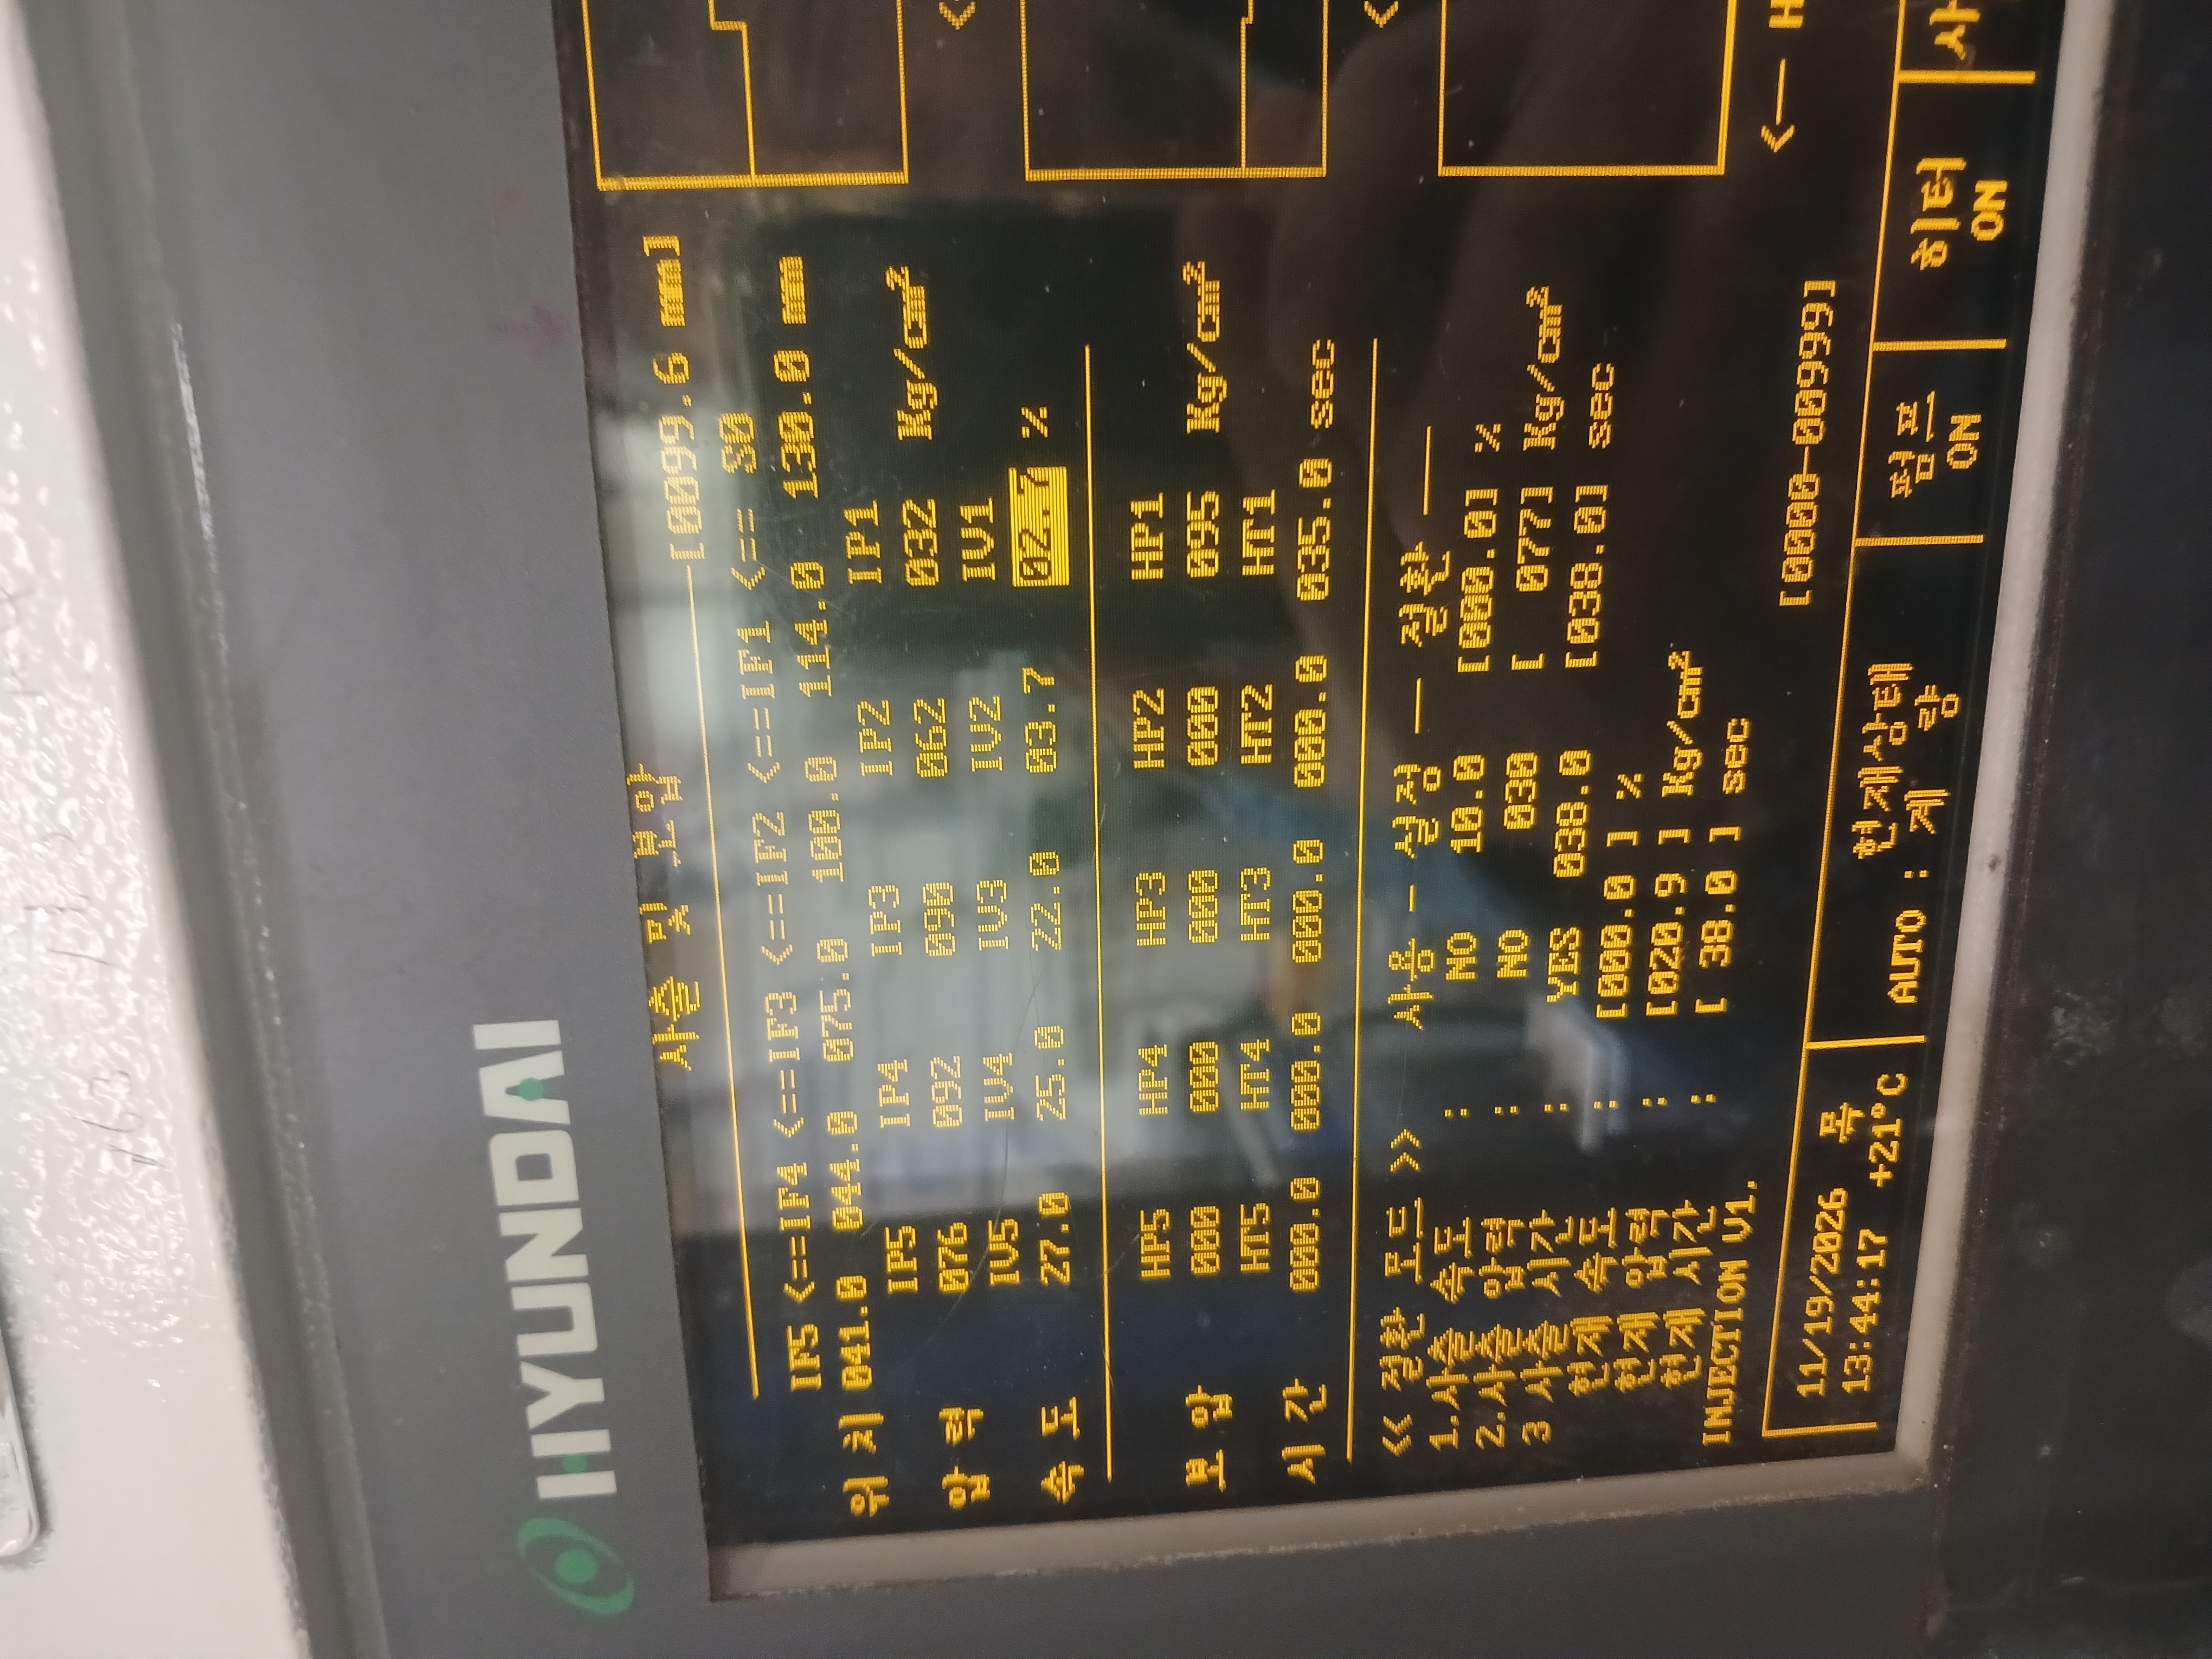 HYUNDAI
사출 및 보압
[0099.6 mm]
IF5 <==IF4 <==IF3 <==IF2 <==IF1 <== S0
위 치 041.0 044.0 075.0 100.0 114.0 130.0 mm
IP5 IP4 IP3 IP2 IP1
압 력 076 092 090 062 032 Kg/cm²
IV5 IV4 IV3 IV2 IV1
속 도 27.0 25.0 22.0 03.7 02.7 %
HP5 HP4 HP3 HP2 HP1
보 압 000 000 000 000 095 Kg/cm²
HT5 HT4 HT3 HT2 HT1
시 간 000.0 000.0 000.0 000.0 035.0 sec
<< 절환 모드 >> 사용 - 설정 — 절환 —
1.사출 속도 : NO 10.0 [000.0] %
2.사출 압력 : NO 030 [ 077] Kg/cm²
3 사출 시간 : YES 038.0 [038.0] sec
현재 속도 : [000.0 ] %
현재 압력 : [020.9 ] Kg/cm²
현재 시간 : [ 38.0 ] sec
INJECTION V1.
[0000-00999]
<— H
11/19/2026 목
13:44:17 +21°C
현재상태
AUTO : 계 량
펌프
ON
히터
ON
사